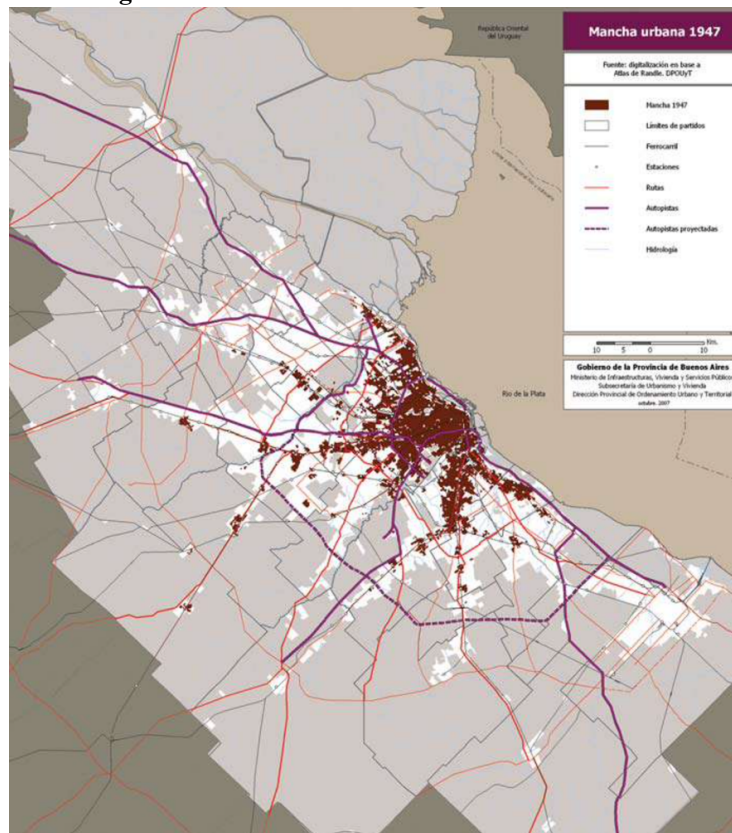 República Oriental
del Uruguay
Mancha urbana 1947
Fuente: digitalización en base a
Atlas de Randle. DPOUyT
Mancha 1947
Límites de partidos
Ferrocarril
Estaciones
Rutas
Autopistas
Autopistas proyectadas
Hidrología
Km.
10 5 0 10
Gobierno de la Provincia de Buenos Aires
Ministerio de Infraestructuras, Vivienda y Servicios Público
Subsecretaría de Urbanismo y Vivienda
Dirección Provincial de Ordenamiento Urbano y Territorial
octubre. 2007
Rio de la Plata